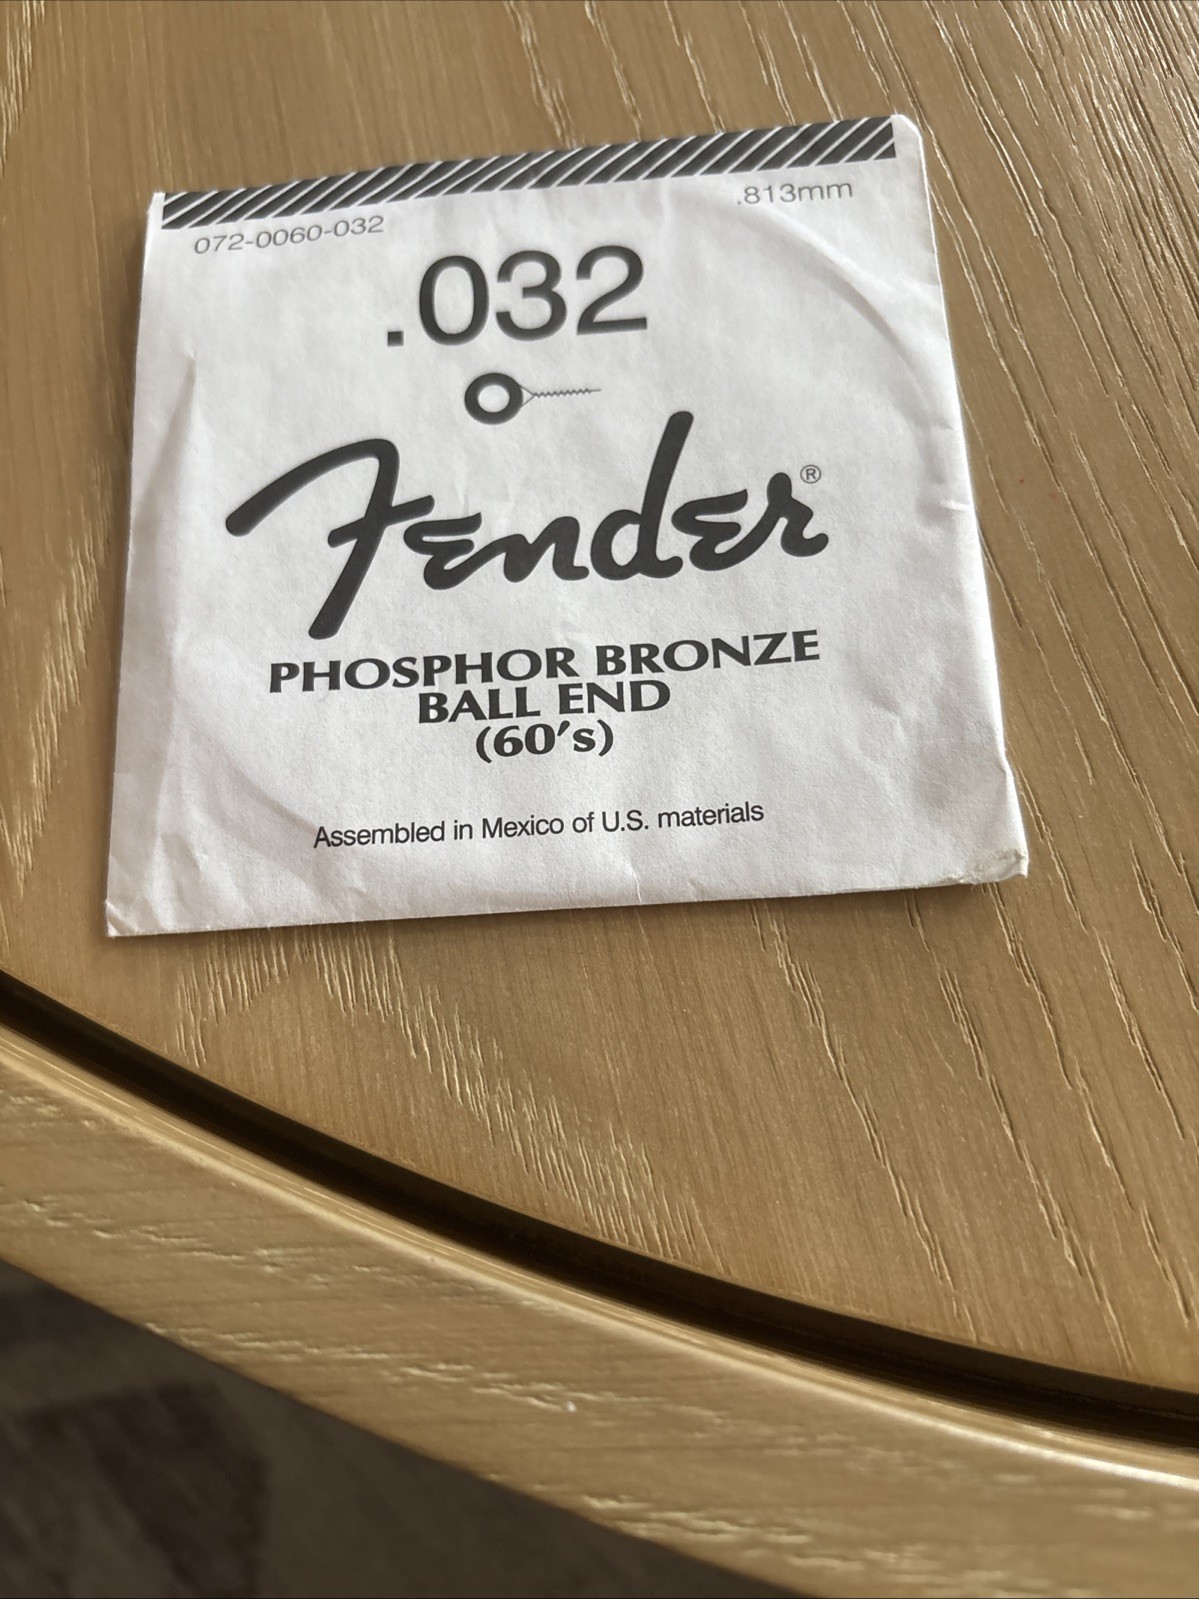 072-0060-032
.813mm
.032
Fender®
PHOSPHOR BRONZE
BALL END
(60's)
Assembled in Mexico of U.S. materials